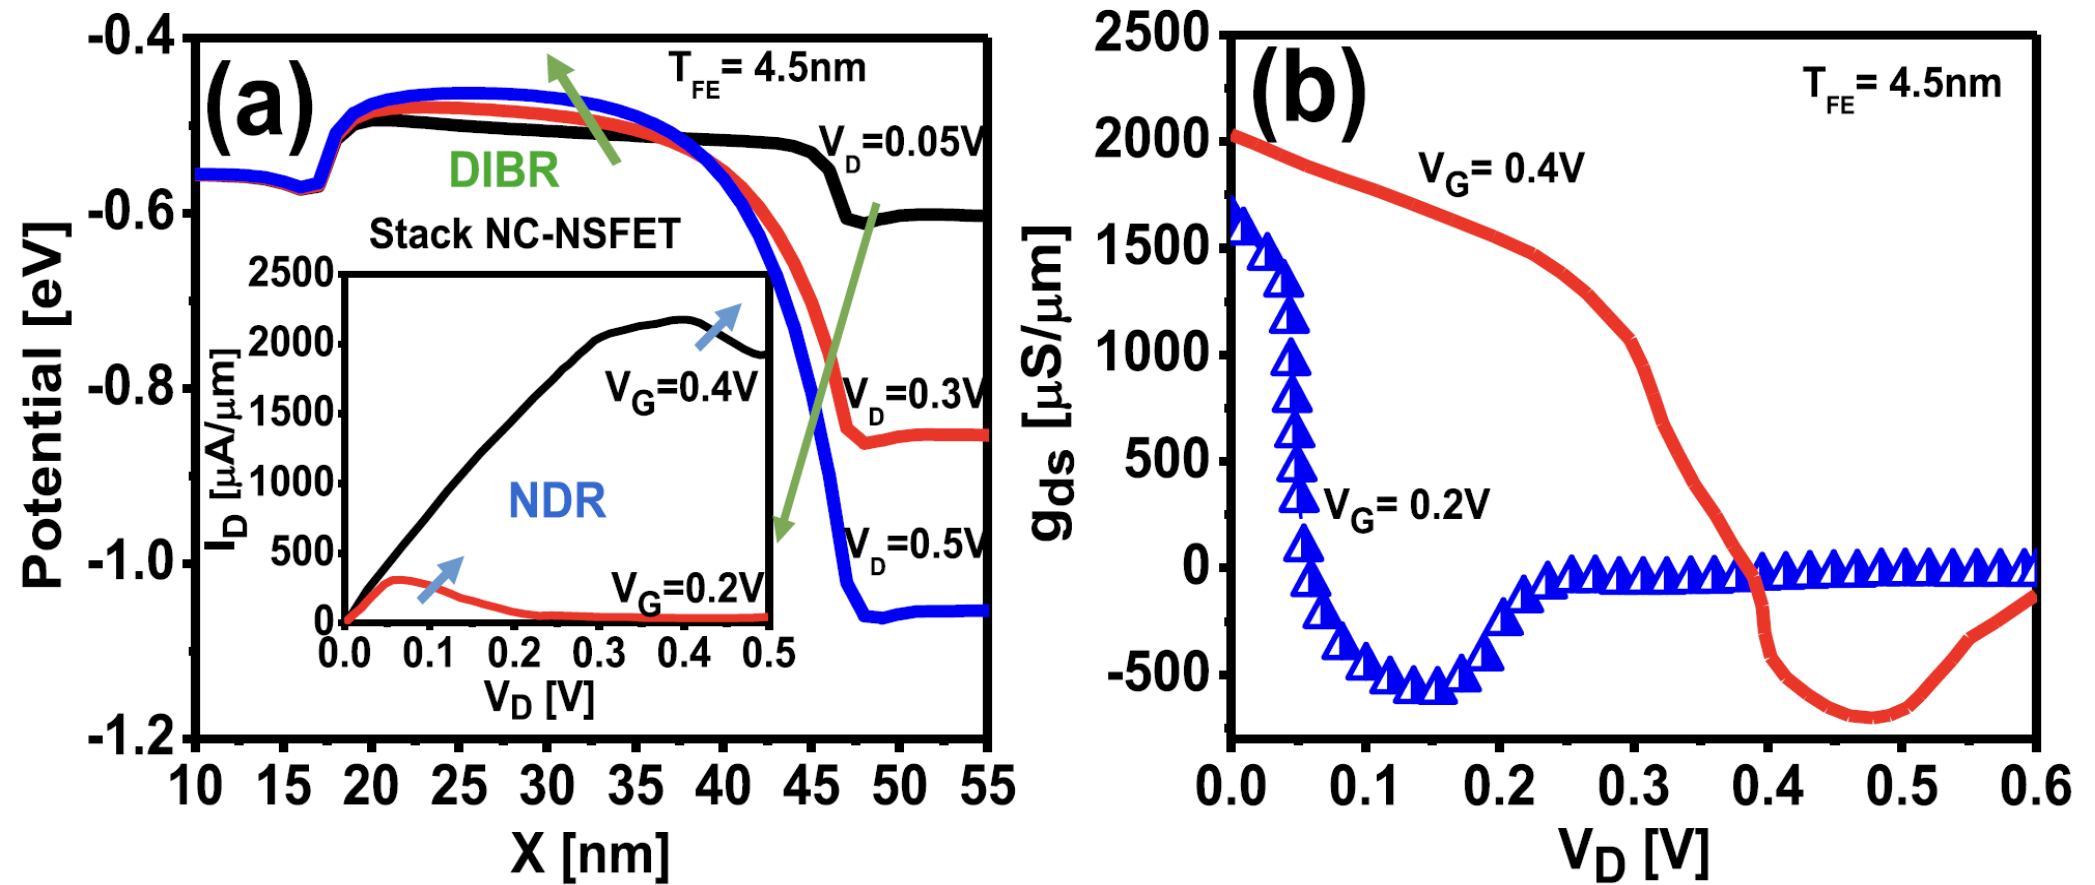 (a)
T_FE= 4.5nm
V_D=0.05V
DIBR
Stack NC-NSFET
V_D=0.3V
V_D=0.5V
Potential [eV]
-0.4
-0.6
-0.8
-1.0
-1.2
10 15 20 25 30 35 40 45 50 55
X [nm]
I_D [μA/μm]
2500
2000
1500
1000
500
0
V_G=0.4V
NDR
V_G=0.2V
0.0 0.1 0.2 0.3 0.4 0.5
V_D [V]
(b)
T_FE= 4.5nm
V_G= 0.4V
V_G= 0.2V
g_ds [μS/μm]
2500
2000
1500
1000
500
0
-500
0.0 0.1 0.2 0.3 0.4 0.5 0.6
V_D [V]